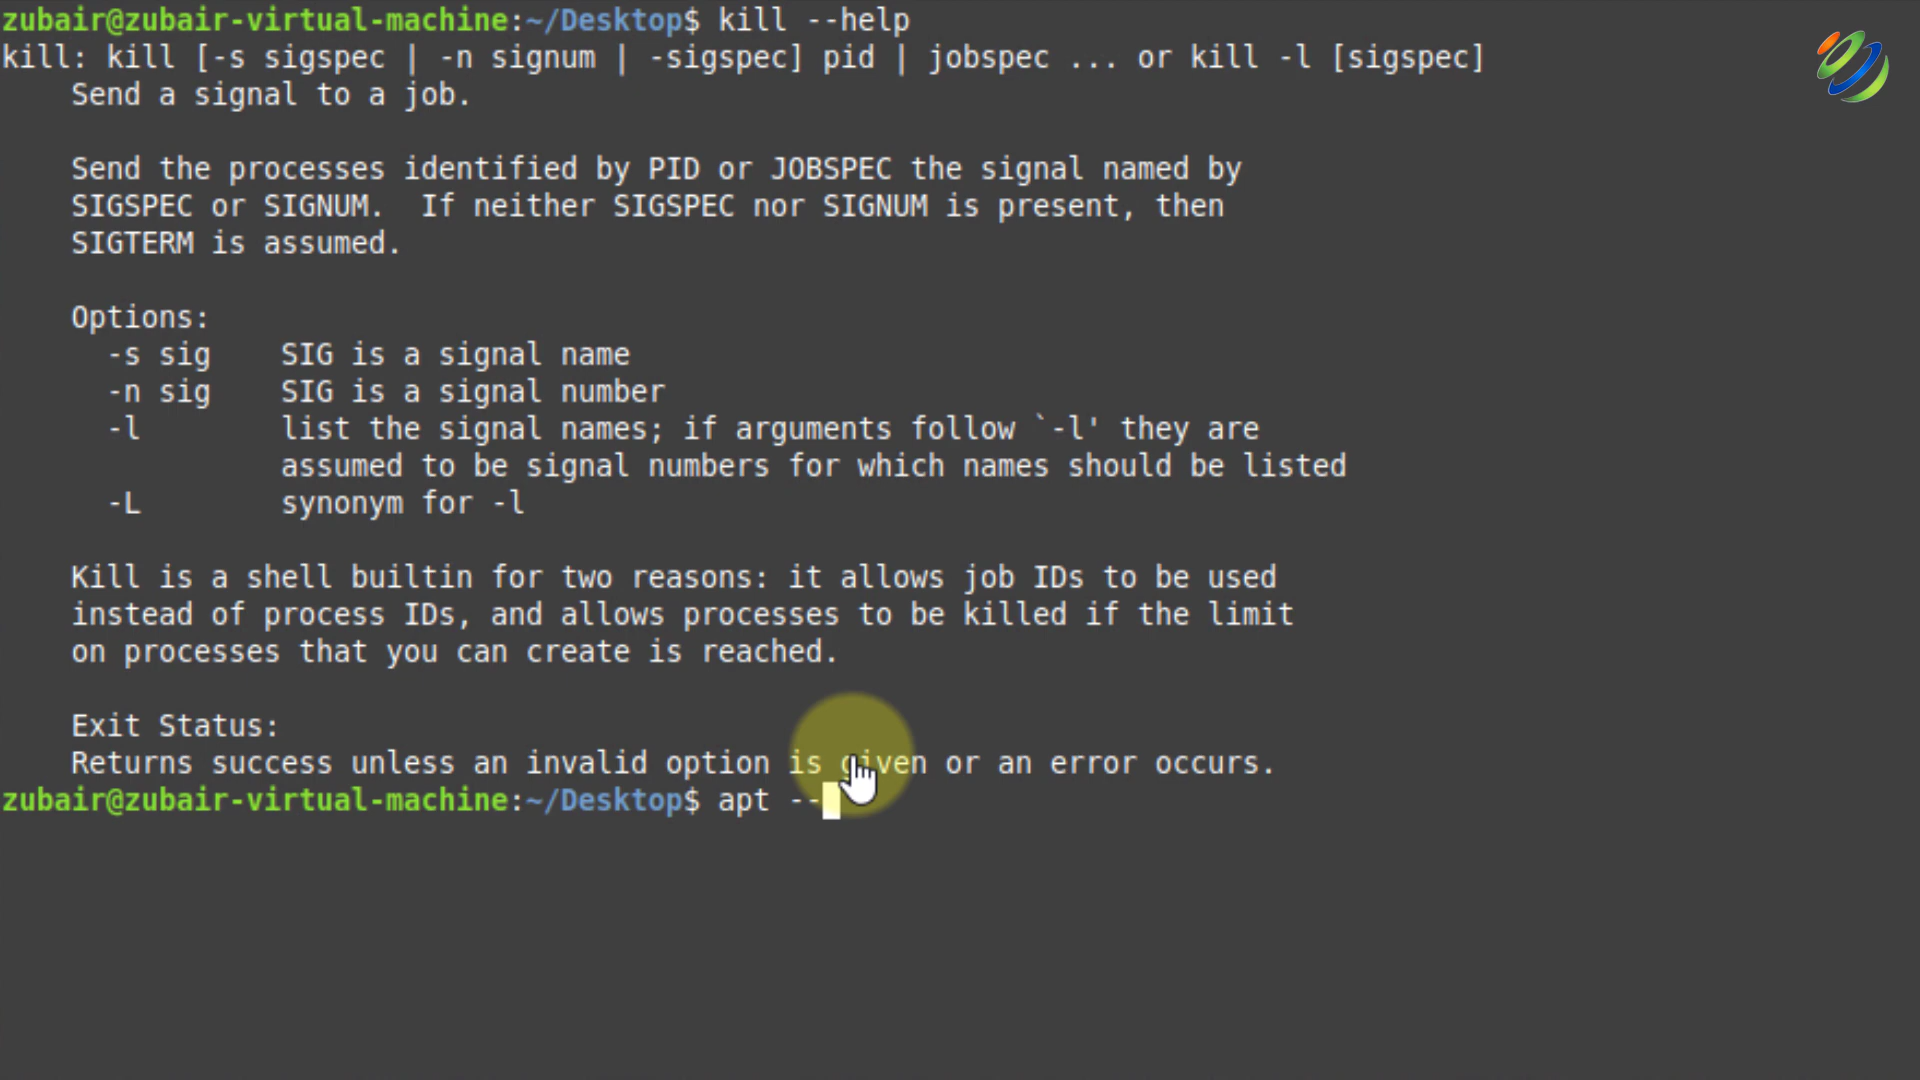 zubair@zubair-virtual-machine:~/Desktop$ kill --help
kill: kill [-s sigspec | -n signum | -sigspec] pid | jobspec ... or kill -l [sigspec]
    Send a signal to a job.

    Send the processes identified by PID or JOBSPEC the signal named by
    SIGSPEC or SIGNUM.  If neither SIGSPEC nor SIGNUM is present, then
    SIGTERM is assumed.

    Options:
      -s sig    SIG is a signal name
      -n sig    SIG is a signal number
      -l        list the signal names; if arguments follow `-l' they are
                assumed to be signal numbers for which names should be listed
      -L        synonym for -l

    Kill is a shell builtin for two reasons: it allows job IDs to be used
    instead of process IDs, and allows processes to be killed if the limit
    on processes that you can create is reached.

    Exit Status:
    Returns success unless an invalid option is given or an error occurs.
zubair@zubair-virtual-machine:~/Desktop$ apt --